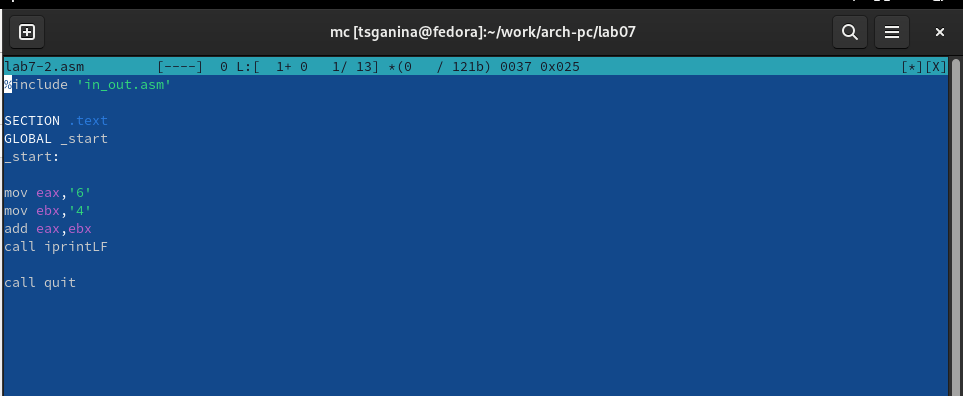 mc [tsganina@fedora]:~/work/arch-pc/lab07
lab7-2.asm         [----]  0 L:[  1+ 0   1/ 13] *(0   / 121b) 0037 0x025                                        [*][X]
%include 'in_out.asm'
SECTION .text
GLOBAL _start
_start:
mov eax,'6'
mov ebx,'4'
add eax,ebx
call iprintLF
call quit